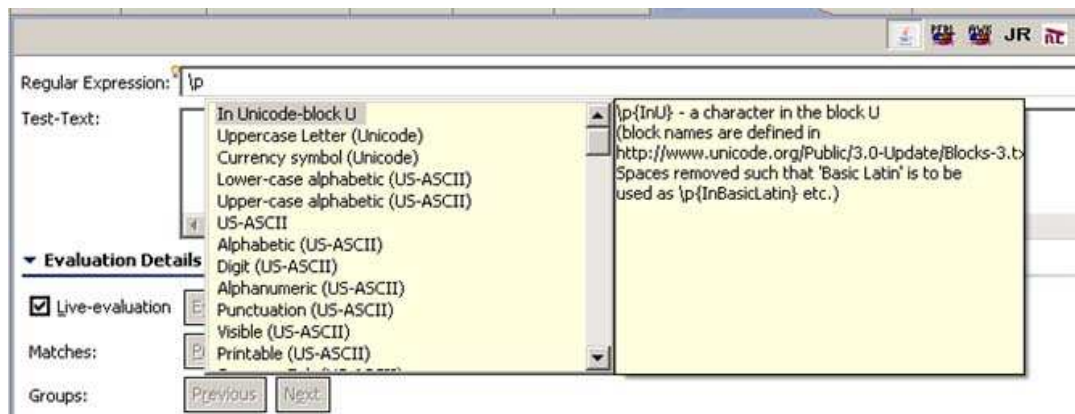 JR
Regular Expression: \p
Test-Text:
In Unicode-block U
Uppercase Letter (Unicode)
Currency symbol (Unicode)
Lower-case alphabetic (US-ASCII)
Upper-case alphabetic (US-ASCII)
US-ASCII
Alphabetic (US-ASCII)
Digit (US-ASCII)
Alphanumeric (US-ASCII)
Punctuation (US-ASCII)
Visible (US-ASCII)
Printable (US-ASCII)
\p{InU} - a character in the block U
(block names are defined in
http://www.unicode.org/Public/3.0-Update/Blocks-3.tx
Spaces removed such that 'Basic Latin' is to be
used as \p{InBasicLatin} etc.)
Evaluation Details
Live-evaluation
Matches:
Groups: Previous Next